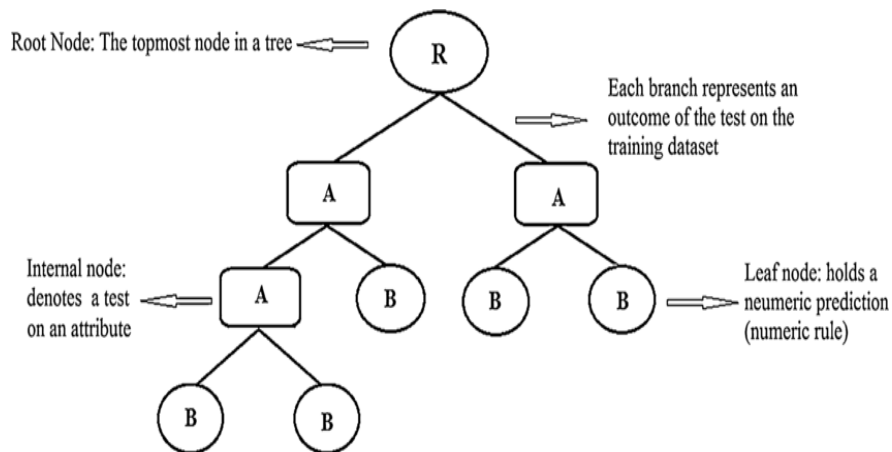 Root Node: The topmost node in a tree
R
Each branch represents an
outcome of the test on the
training dataset
A
A
Internal node:
denotes a test
on an attribute
A
B
B
B
Leaf node: holds a
neumeric prediction
(numeric rule)
B
B